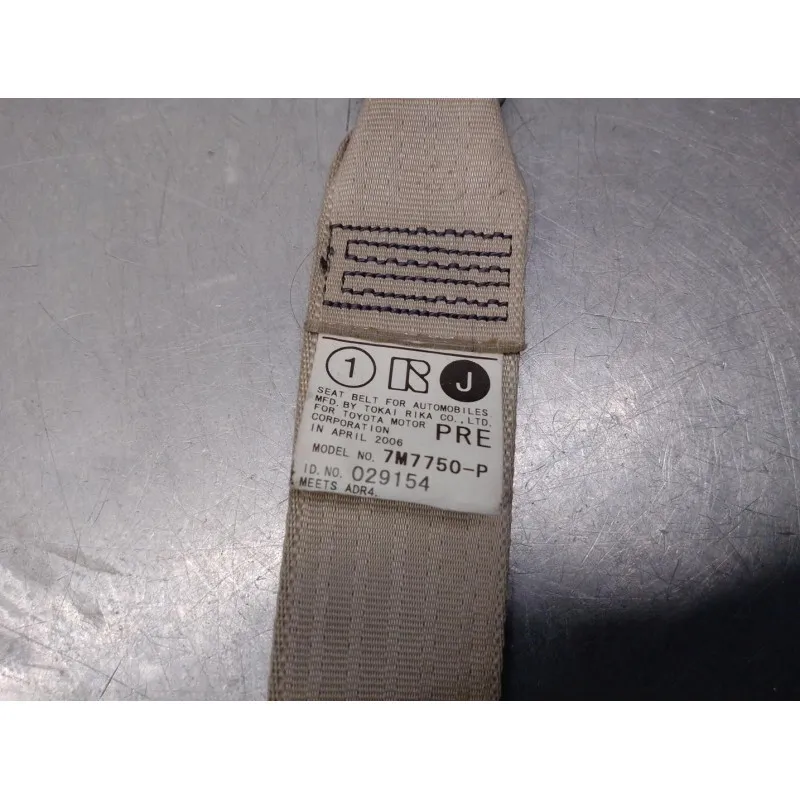 1 R J
SEAT BELT FOR AUTOMOBILES
MFD. BY TOKAI RIKA CO., LTD.
FOR TOYOTA MOTOR
CORPORATION PRE
IN APRIL 2006
MODEL NO. 7M7750-P
I.D. NO. 029154
MEETS ADR4.